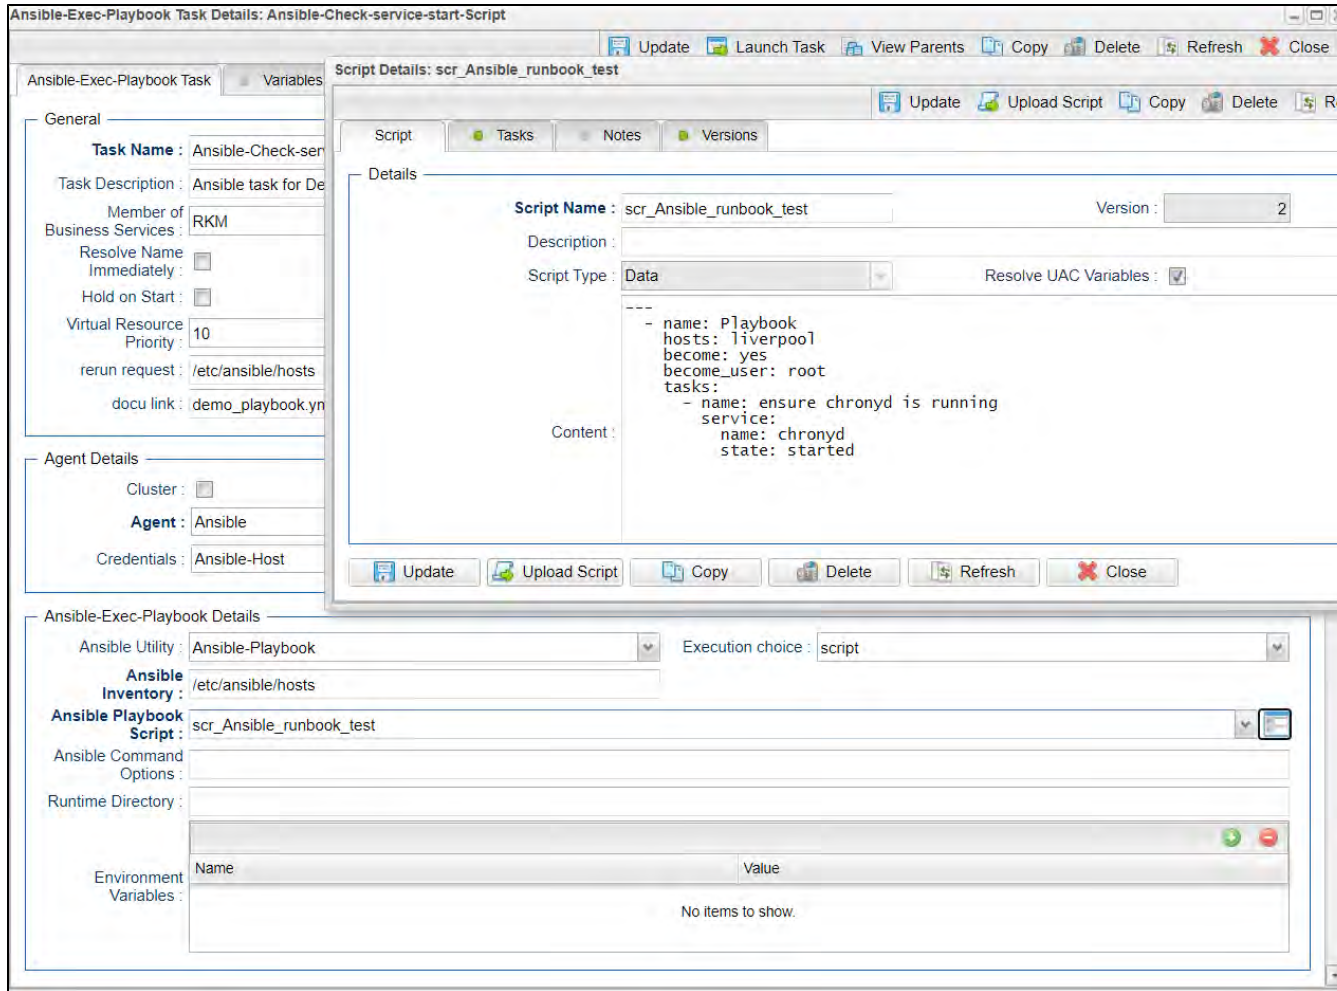 Ansible-Exec-Playbook Task Details: Ansible-Check-service-start-Script
Update Launch Task View Parents Copy Delete Refresh Close
Ansible-Exec-Playbook Task Variables
General
Task Name : Ansible-Check-ser
Task Description : Ansible task for De
Member of
Business Services : RKM
Resolve Name
Immediately :
Hold on Start :
Virtual Resource
Priority : 10
rerun request : /etc/ansible/hosts
docu link : demo_playbook.yn
Agent Details
Cluster :
Agent : Ansible
Credentials : Ansible-Host
Script Details: scr_Ansible_runbook_test
Update Upload Script Copy Delete R
Script Tasks Notes Versions
Details
Script Name : scr_Ansible_runbook_test Version : 2
Description :
Script Type : Data Resolve UAC Variables :
Content :
---
- name: Playbook
hosts: liverpool
become: yes
become_user: root
tasks:
- name: ensure chronyd is running
service:
name: chronyd
state: started
Update Upload Script Copy Delete Refresh Close
Ansible-Exec-Playbook Details
Ansible Utility : Ansible-Playbook Execution choice : script
Ansible
Inventory : /etc/ansible/hosts
Ansible Playbook
Script : scr_Ansible_runbook_test
Ansible Command
Options :
Runtime Directory :
Environment
Variables :
Name Value
No items to show.